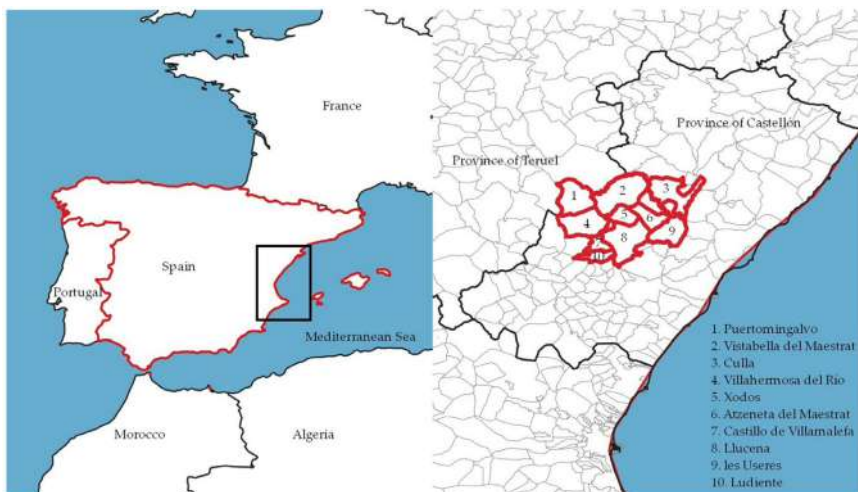 France
Spain
Portugal
Mediterranean Sea
Morocco
Algeria
Province of Castellón
Province of Teruel
1
2
3
4
5
6
7
8
9
10
1. Puertomingalvo
2. Vistabella del Maestrat
3. Culla
4. Villahermosa del Río
5. Xodos
6. Atzeneta del Maestrat
7. Castillo de Villamalefa
8. Llucena
9. les Useres
10. Ludiente